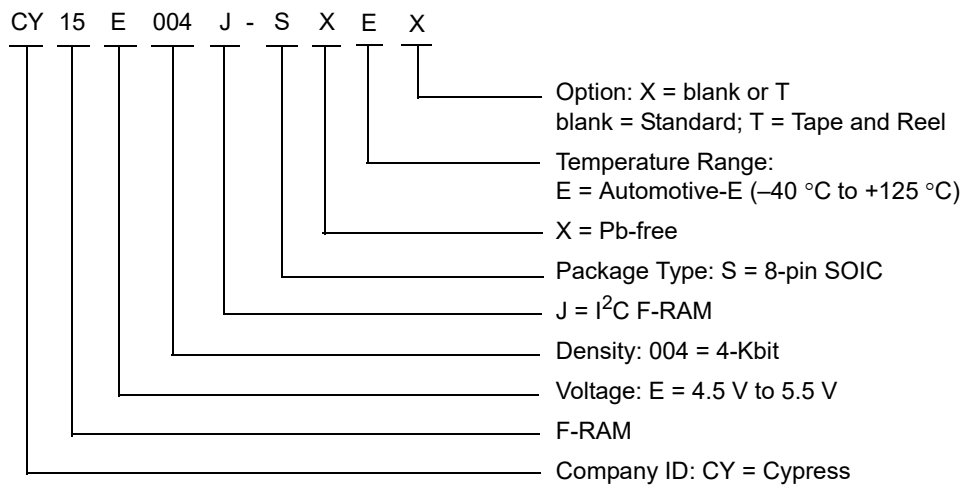 CY 15 E 004 J - S X E X
Option: X = blank or T
blank = Standard; T = Tape and Reel
Temperature Range:
E = Automotive-E (–40 °C to +125 °C)
X = Pb-free
Package Type: S = 8-pin SOIC
J = I²C F-RAM
Density: 004 = 4-Kbit
Voltage: E = 4.5 V to 5.5 V
F-RAM
Company ID: CY = Cypress